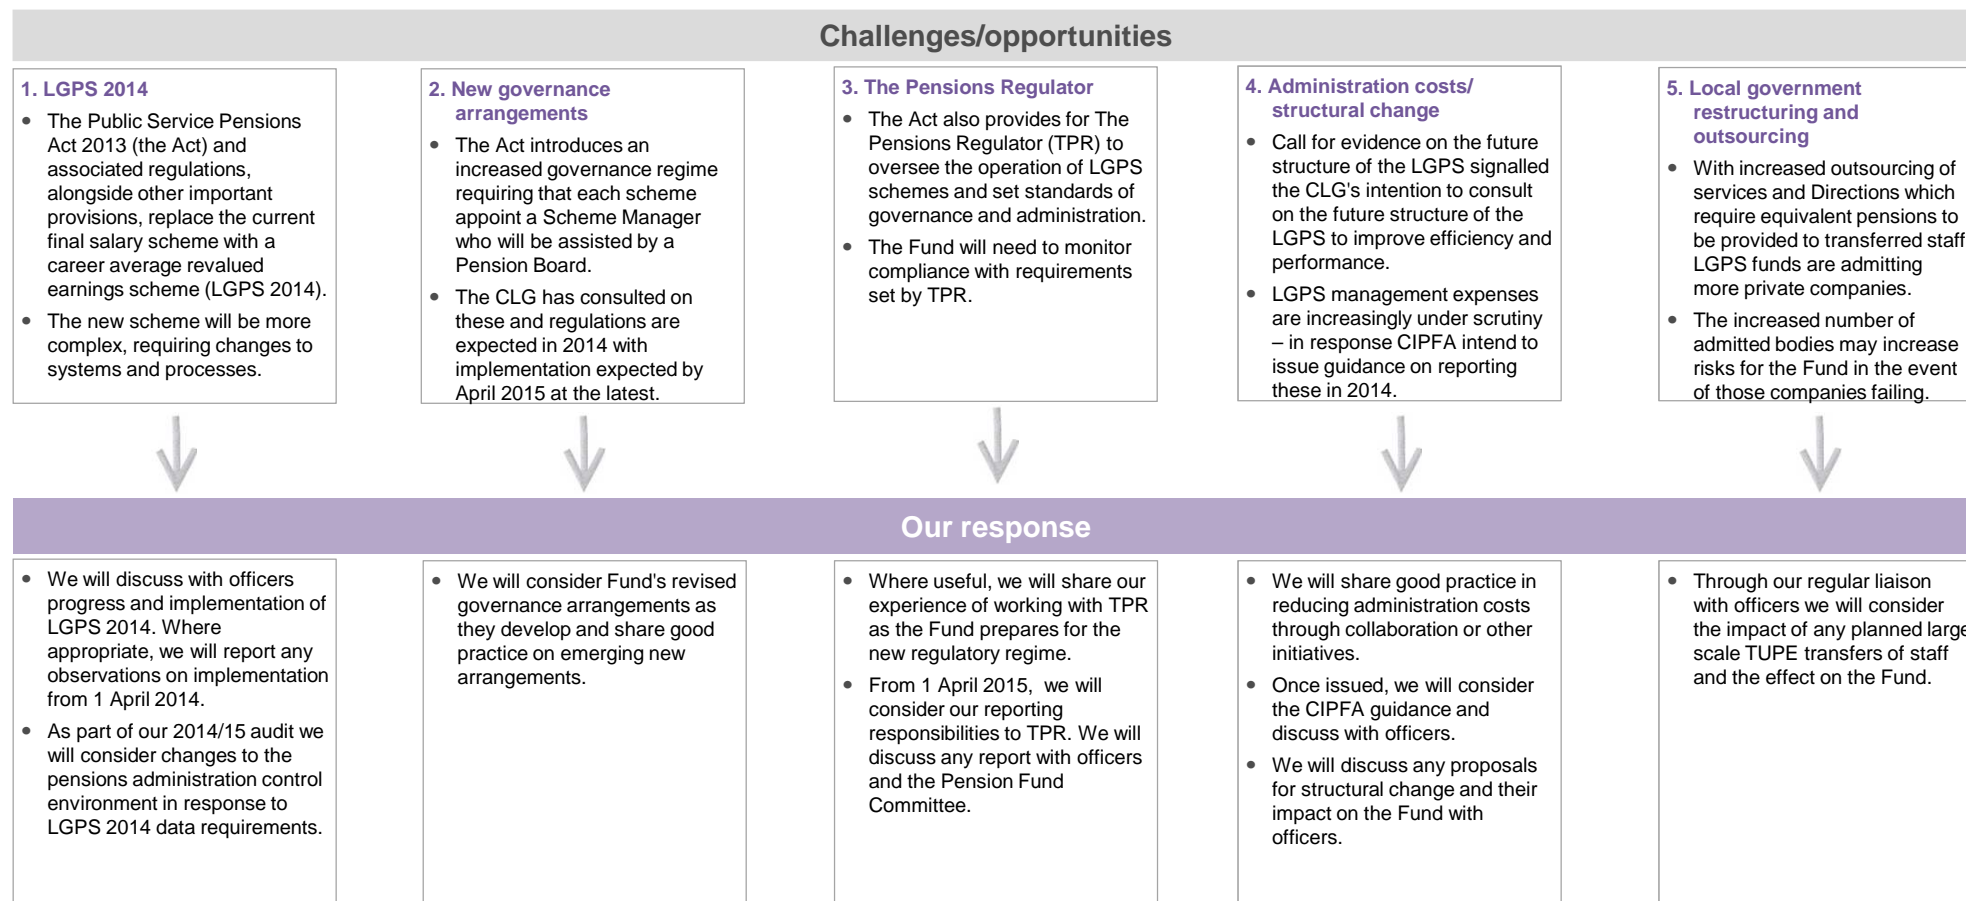 Challenges/opportunities
1. LGPS 2014
• The Public Service Pensions
Act 2013 (the Act) and
associated regulations,
alongside other important
provisions, replace the current
final salary scheme with a
career average revalued
earnings scheme (LGPS 2014).
• The new scheme will be more
complex, requiring changes to
systems and processes.
2. New governance
arrangements
• The Act introduces an
increased governance regime
requiring that each scheme
appoint a Scheme Manager
who will be assisted by a
Pension Board.
• The CLG has consulted on
these and regulations are
expected in 2014 with
implementation expected by
April 2015 at the latest.
3. The Pensions Regulator
• The Act also provides for The
Pensions Regulator (TPR) to
oversee the operation of LGPS
schemes and set standards of
governance and administration.
• The Fund will need to monitor
compliance with requirements
set by TPR.
4. Administration costs/
structural change
• Call for evidence on the future
structure of the LGPS signalled
the CLG's intention to consult
on the future structure of the
LGPS to improve efficiency and
performance.
• LGPS management expenses
are increasingly under scrutiny
– in response CIPFA intend to
issue guidance on reporting
these in 2014.
5. Local government
restructuring and
outsourcing
• With increased outsourcing of
services and Directions which
require equivalent pensions to
be provided to transferred staff
LGPS funds are admitting
more private companies.
• The increased number of
admitted bodies may increase
risks for the Fund in the event
of those companies failing.
Our response
• We will discuss with officers
progress and implementation of
LGPS 2014. Where
appropriate, we will report any
observations on implementation
from 1 April 2014.
• As part of our 2014/15 audit we
will consider changes to the
pensions administration control
environment in response to
LGPS 2014 data requirements.
• We will consider Fund's revised
governance arrangements as
they develop and share good
practice on emerging new
arrangements.
• Where useful, we will share our
experience of working with TPR
as the Fund prepares for the
new regulatory regime.
• From 1 April 2015, we will
consider our reporting
responsibilities to TPR. We will
discuss any report with officers
and the Pension Fund
Committee.
• We will share good practice in
reducing administration costs
through collaboration or other
initiatives.
• Once issued, we will consider
the CIPFA guidance and
discuss with officers.
• We will discuss any proposals
for structural change and their
impact on the Fund with
officers.
• Through our regular liaison
with officers we will consider
the impact of any planned large
scale TUPE transfers of staff
and the effect on the Fund.